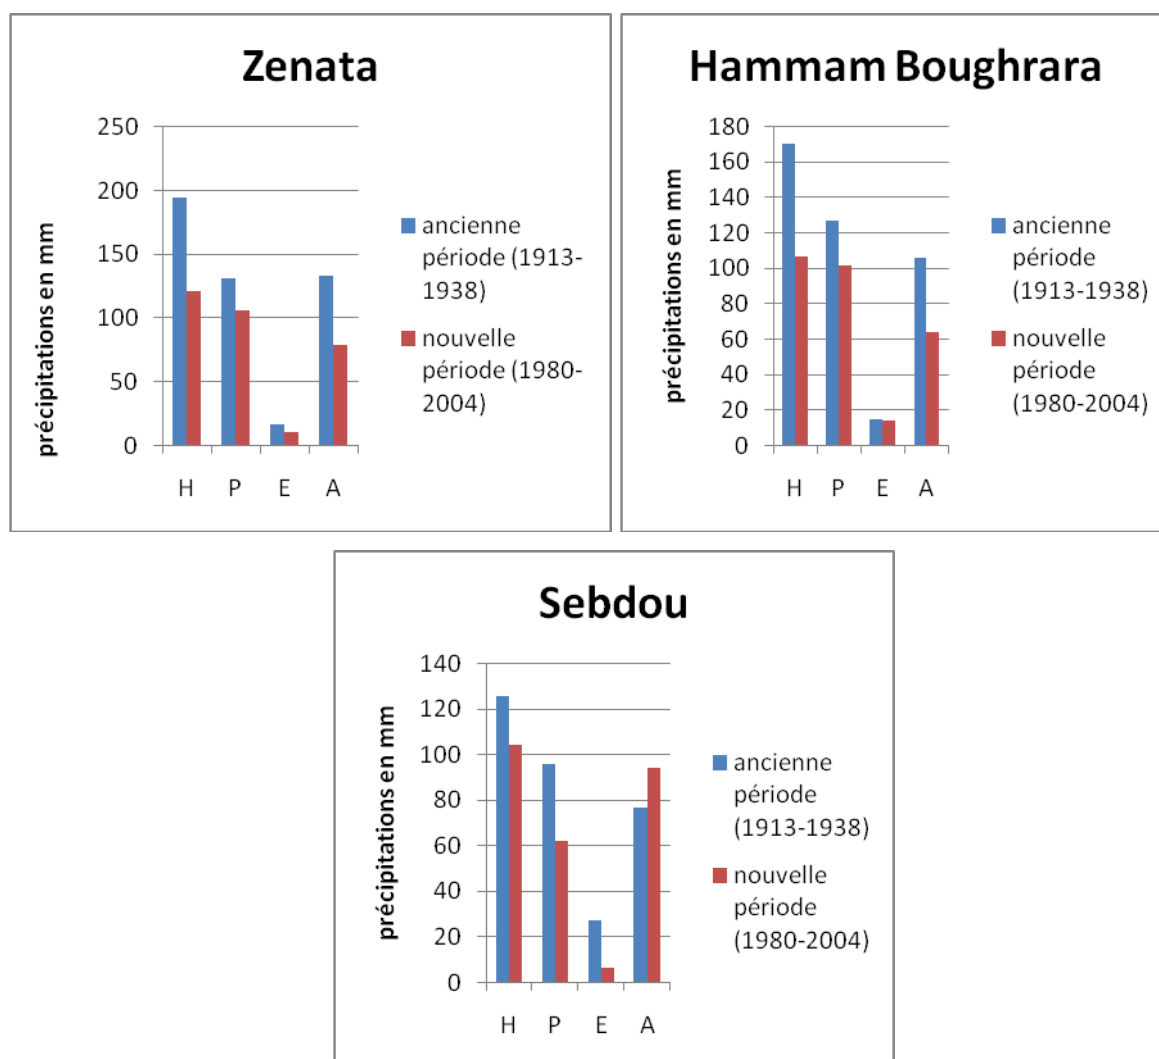 Zenata
250
200
150
100
50
0
précipitations en mm
H P E A
ancienne
période (1913-
1938)
nouvelle
période (1980-
2004)
Hammam Boughrara
180
160
140
120
100
80
60
40
20
0
précipitations en mm
H P E A
ancienne
période
(1913-1938)
nouvelle
période
(1980-2004)
Sebdou
140
120
100
80
60
40
20
0
précipitations en mm
H P E A
ancienne
période
(1913-1938)
nouvelle
période
(1980-2004)